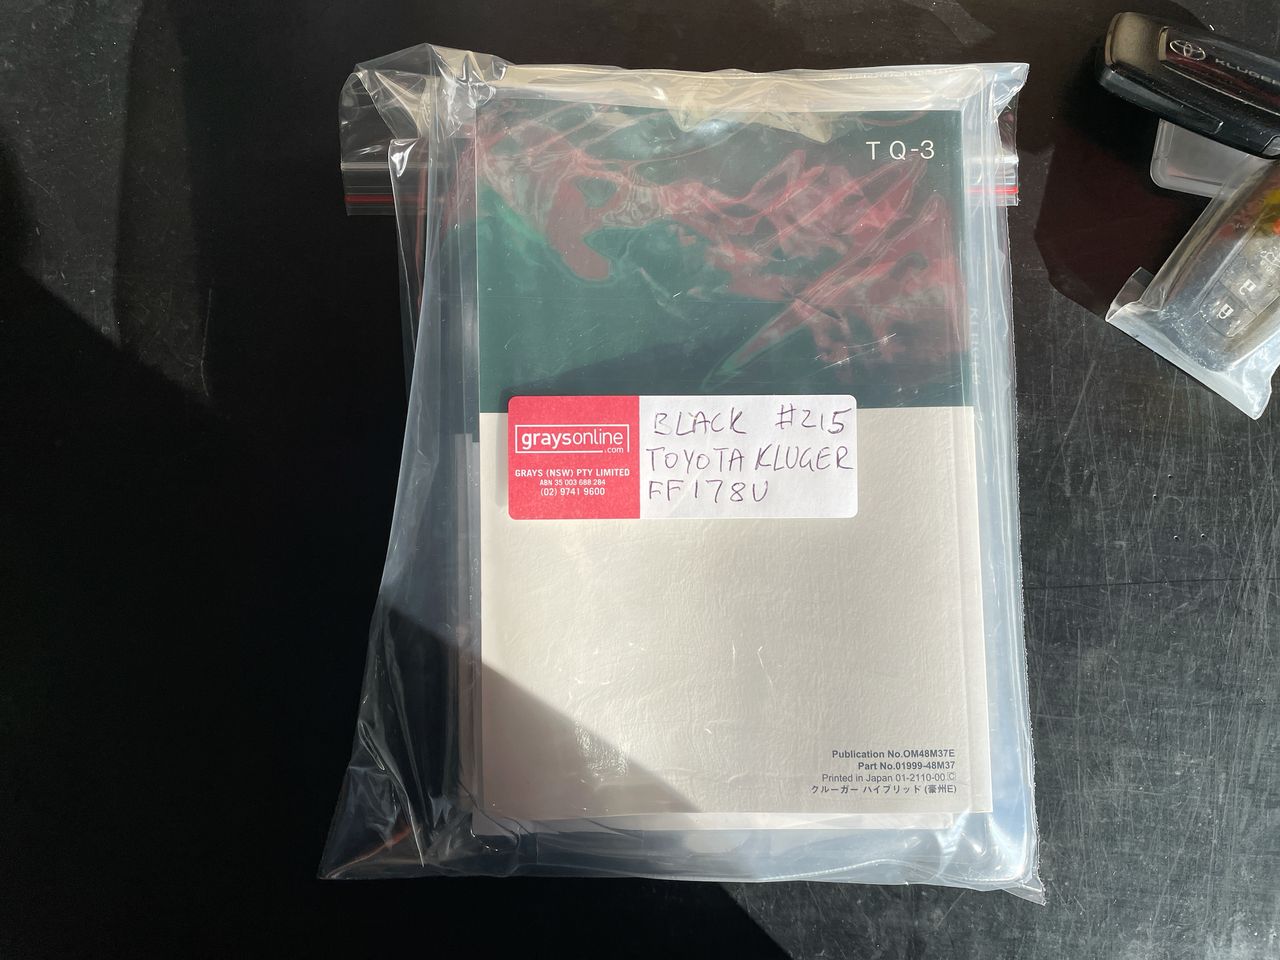 KLUGER
TQ-3
graysonline
.com
GRAYS (NSW) PTY LIMITED
ABN 35 003 688 284
(02) 9741 9600
BLACK #215
TOYOTA KLUGER
FF178U
Publication No.OM48M37E
Part No.01999-48M37
Printed in Japan 01-2110-00 Ⓒ
クルーガー ハイブリッド (豪州E)